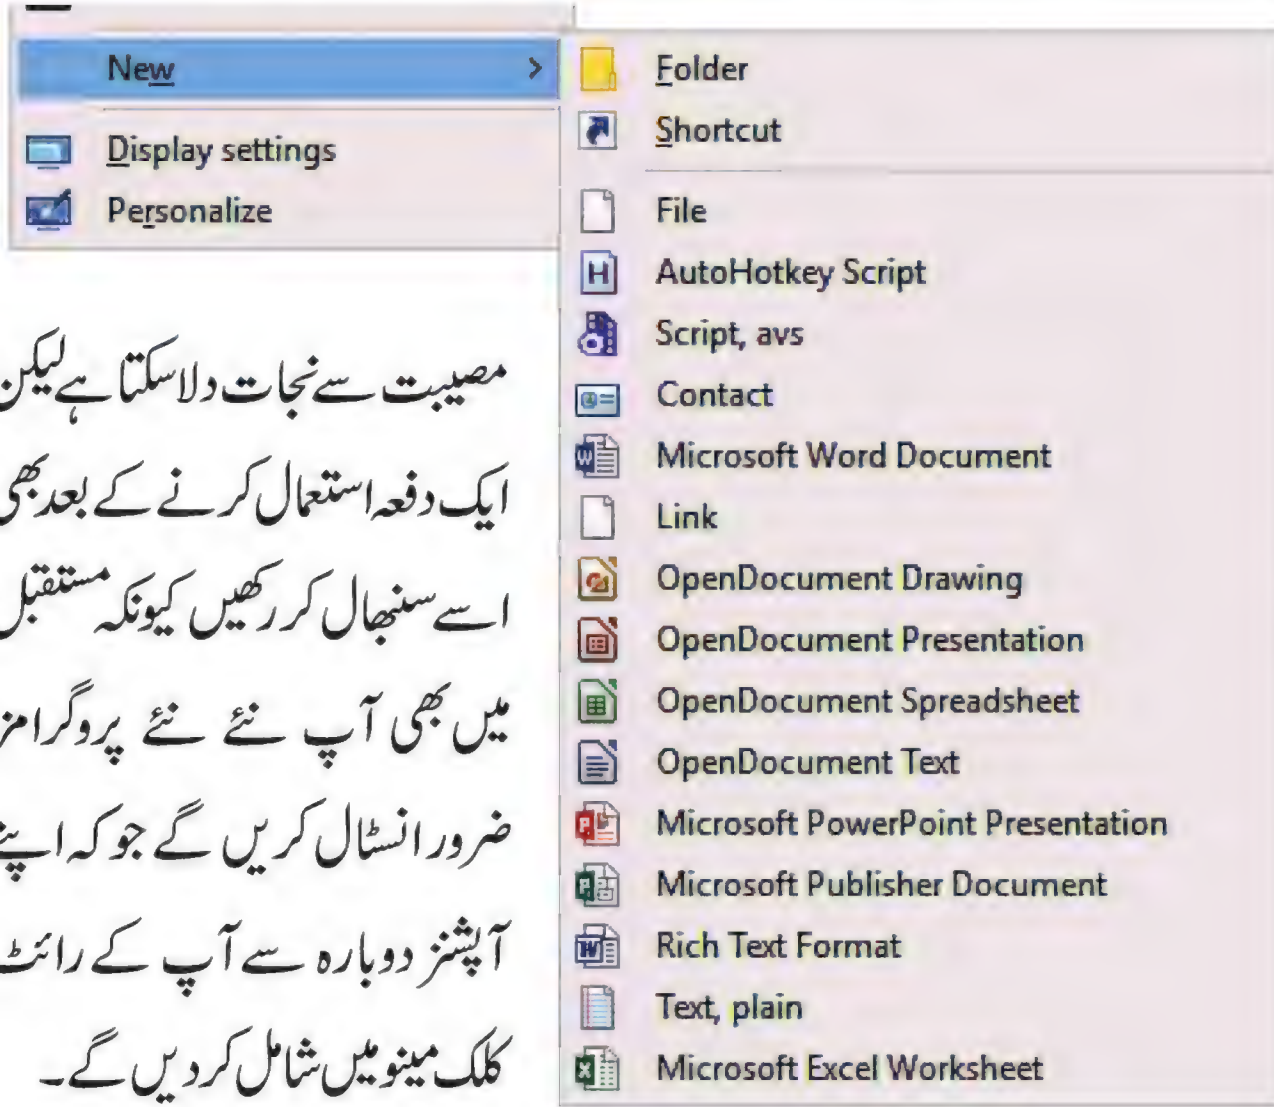 New
Display settings
Personalize
Folder
Shortcut
File
AutoHotkey Script
Script, avs
Contact
Microsoft Word Document
Link
OpenDocument Drawing
OpenDocument Presentation
OpenDocument Spreadsheet
OpenDocument Text
Microsoft PowerPoint Presentation
Microsoft Publisher Document
Rich Text Format
Text, plain
Microsoft Excel Worksheet
مصیبت سے نجات دلا سکتا ہے لیکن
ایک دفعہ استعمال کرنے کے بعد بھی
اسے سنبھال کر رکھیں کیونکہ مستقبل
میں بھی آپ نئے نئے پروگرامز
ضرور انسٹال کریں گے جو کہ اپنے
آپشنز دوبارہ سے آپ کے رائٹ
کلک مینو میں شامل کر دیں گے۔